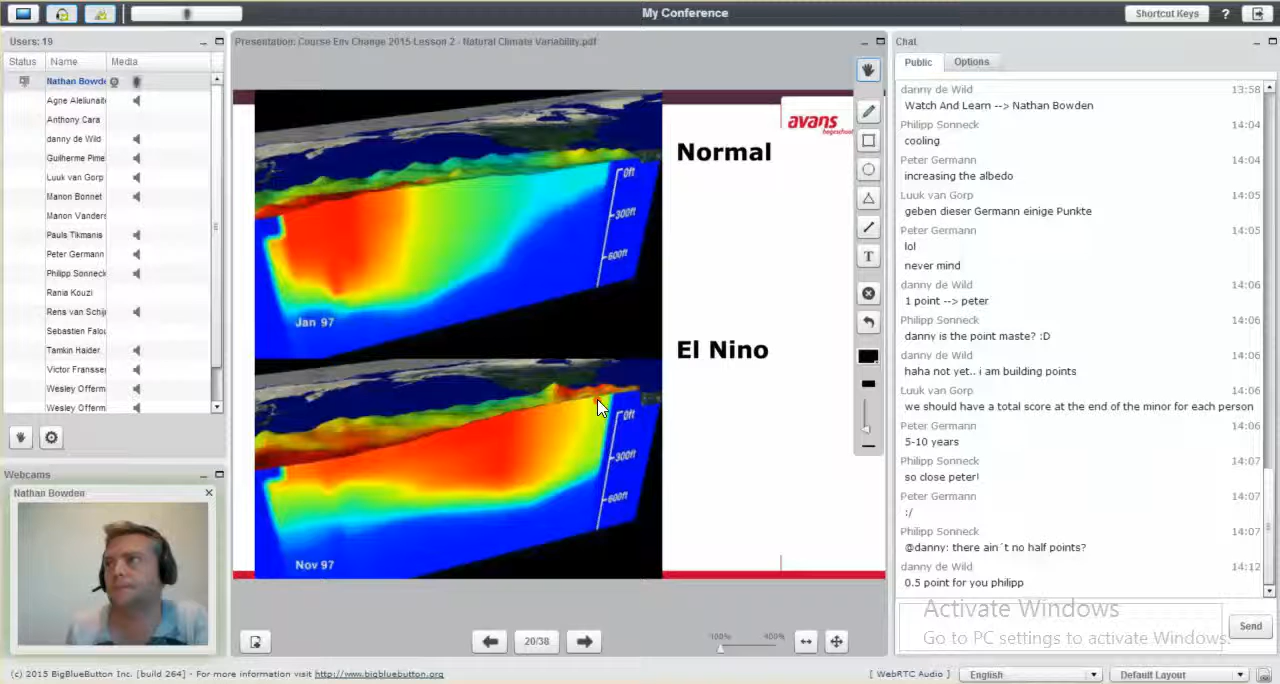 My Conference
Shortcut Keys
?
Users: 19
Status Name Media
Nathan Bowde
Agne Aleliunait
Anthony Cara
danny de Wild
Guilherme Pime
Luuk van Gorp
Manon Bonnet
Manon Vanders
Pauls Tikmanis
Peter Germann
Philipp Sonneck
Rania Kouzi
Rens van Schij
Sebastien Falou
Tamkin Haider
Victor Fransse
Wesley Offerm
Wesley Offerm
Webcams
Nathan Bowden
Presentation: Course Env Change 2015 Lesson 2 - Natural Climate Variability.pdf
avans
hogeschool
Normal
0ft
300ft
600ft
Jan 97
El Nino
0ft
300ft
600ft
Nov 97
T
20/38
100% 400%
Chat
Public Options
danny de Wild 13:58
Watch And Learn --> Nathan Bowden
Philipp Sonneck 14:04
cooling
Peter Germann 14:04
increasing the albedo
Luuk van Gorp 14:05
geben dieser Germann einige Punkte
Peter Germann 14:05
lol
never mind
danny de Wild 14:06
1 point --> peter
Philipp Sonneck 14:06
danny is the point maste? :D
danny de Wild 14:06
haha not yet.. i am building points
Luuk van Gorp 14:06
we should have a total score at the end of the minor for each person
Peter Germann 14:06
5-10 years
Philipp Sonneck 14:07
so close peter!
Peter Germann 14:07
:/
Philipp Sonneck 14:07
@danny: there ain´t no half points?
danny de Wild 14:12
0.5 point for you philipp
Activate Windows
Go to PC settings to activate Windows.
Send
(c) 2015 BigBlueButton Inc. [build 264] - For more information visit http://www.bigbluebutton.org
[ WebRTC Audio ]
English
Default Layout